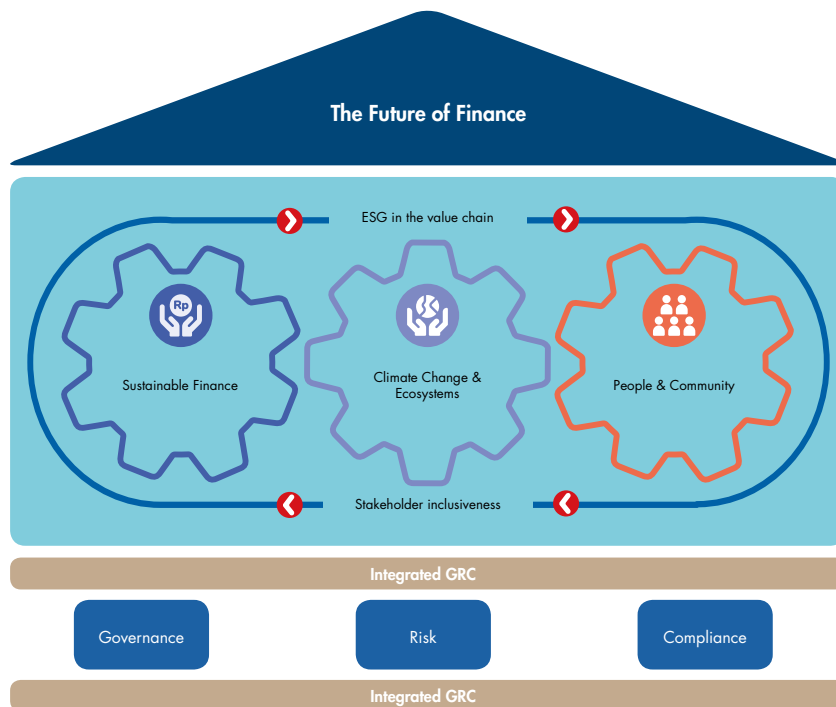 The Future of Finance
ESG in the value chain
Rp
Sustainable Finance
Climate Change &
Ecosystems
People & Community
Stakeholder inclusiveness
Integrated GRC
Governance
Risk
Compliance
Integrated GRC